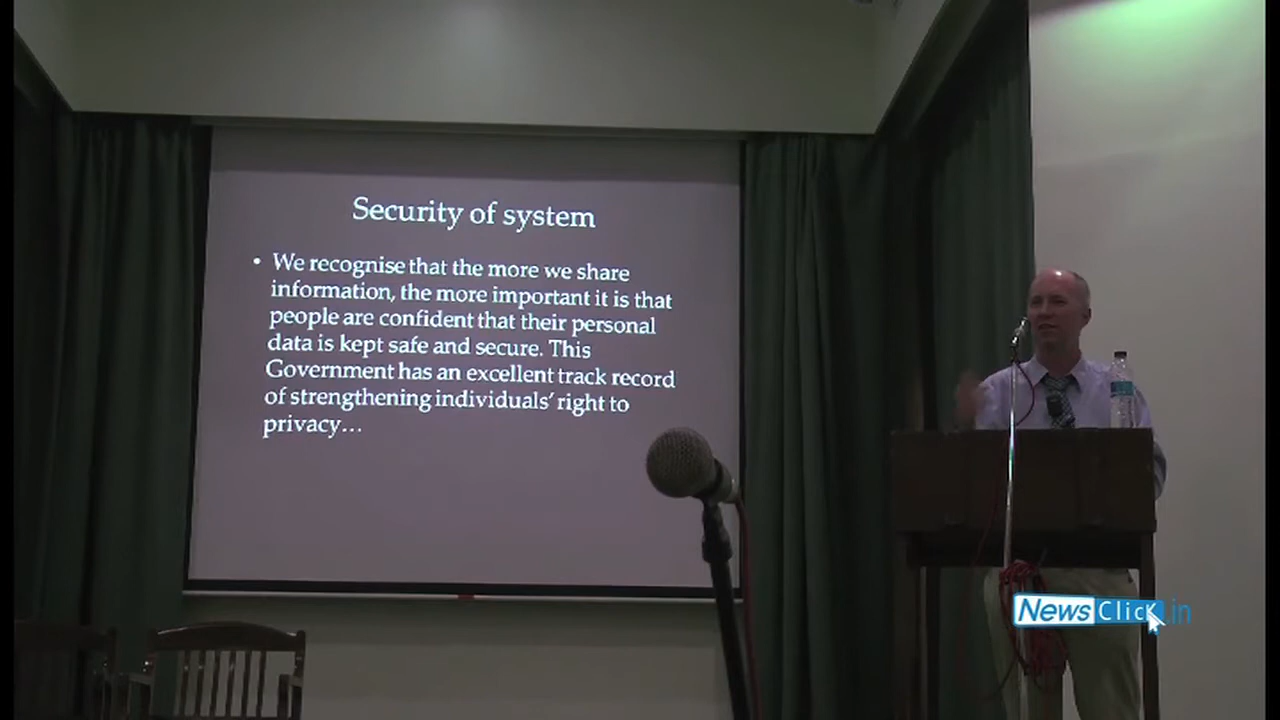 Security of system
• We recognise that the more we share
information, the more important it is that
people are confident that their personal
data is kept safe and secure. This
Government has an excellent track record
of strengthening individuals' right to
privacy…
NewsClick.in